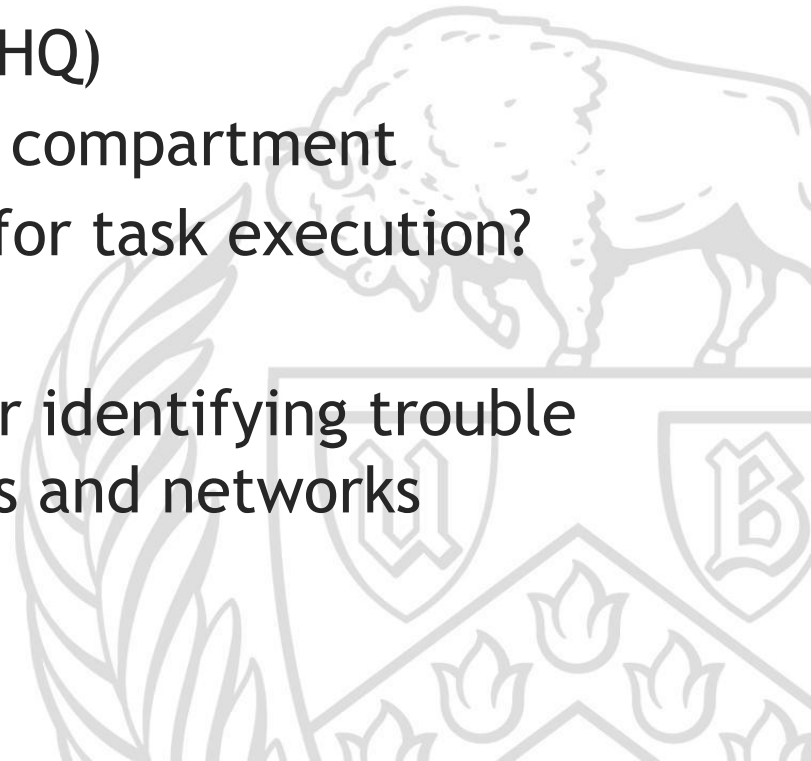 HQ)
compartment
for task execution?
r identifying trouble
s and networks
U B